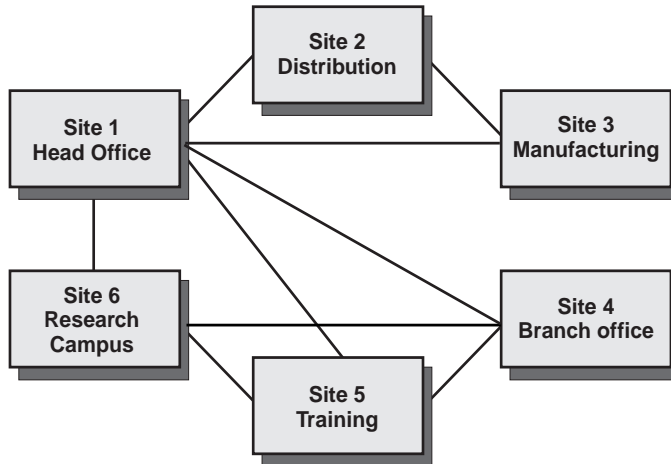 Site 1
Head Office
Site 2
Distribution
Site 3
Manufacturing
Site 6
Research
Campus
Site 5
Training
Site 4
Branch office